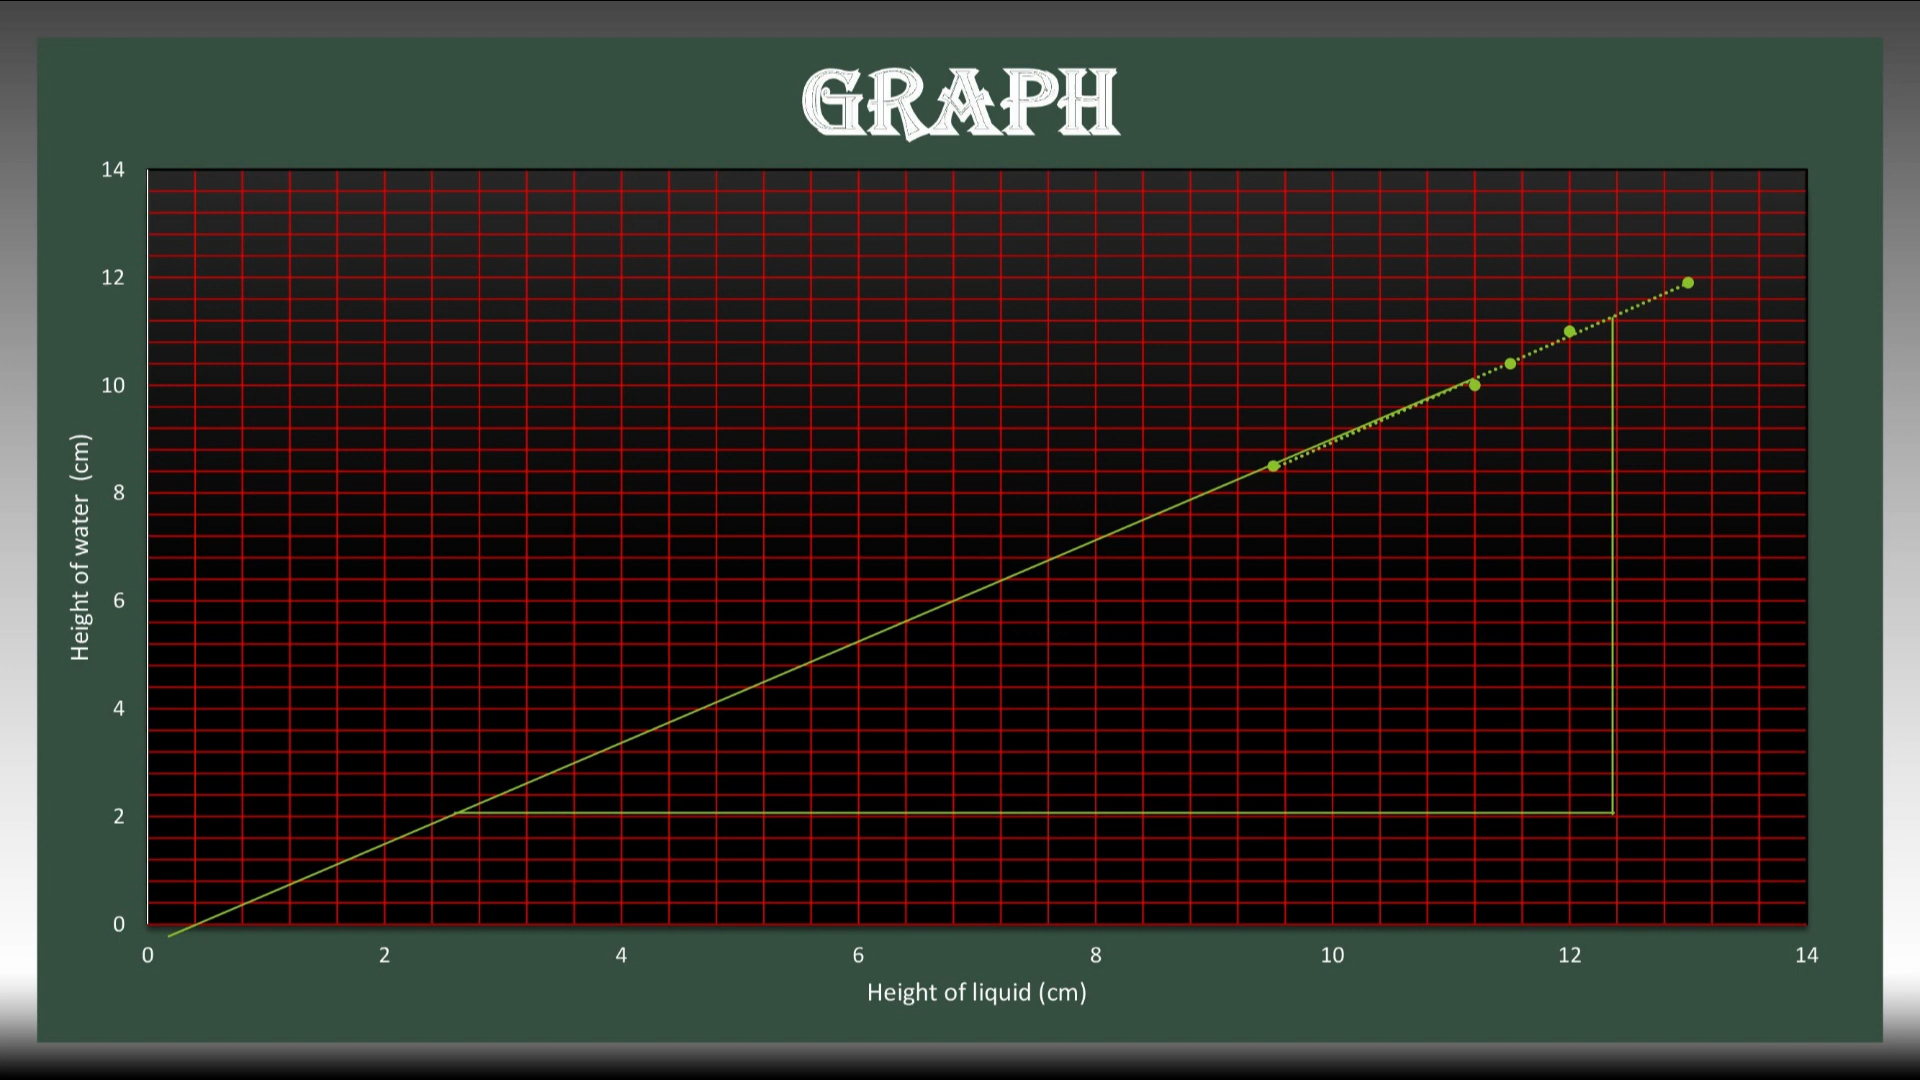 GRAPH
14
12
10
8
6
4
2
0
Height of water (cm)
0 2 4 6 8 10 12 14
Height of liquid (cm)